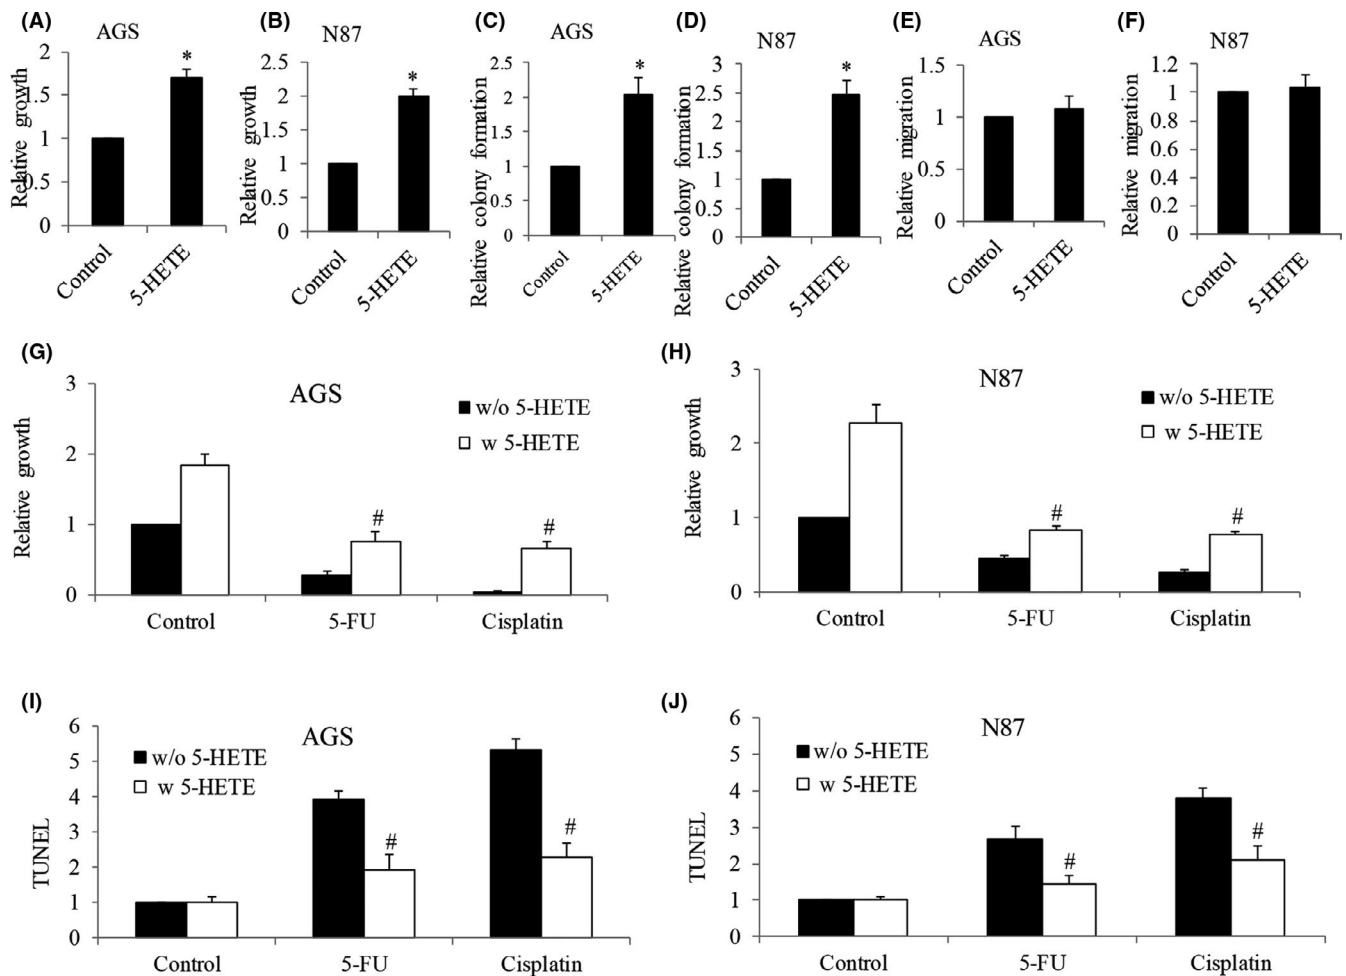 (A)
AGS
Relative growth
2
1.5
1
0.5
0
Control
5-HETE
*
(B)
N87
Relative growth
2.5
2
1.5
1
0.5
0
Control
5-HETE
*
(C)
AGS
Relative colony formation
2.5
2
1.5
1
0.5
0
Control
5-HETE
*
(D)
N87
Relative colony formation
3
2.5
2
1.5
1
0.5
0
Control
5-HETE
*
(E)
AGS
Relative migration
1.5
1
0.5
0
Control
5-HETE
(F)
N87
Relative migration
1.2
1
0.8
0.6
0.4
0.2
0
Control
5-HETE
(G)
AGS
Relative growth
3
2
1
0
w/o 5-HETE
w 5-HETE
#
#
Control 5-FU Cisplatin
(H)
N87
Relative growth
3
2
1
0
w/o 5-HETE
w 5-HETE
#
#
Control 5-FU Cisplatin
(I)
AGS
TUNEL
6
5
4
3
2
1
0
w/o 5-HETE
w 5-HETE
#
#
Control 5-FU Cisplatin
(J)
N87
TUNEL
6
5
4
3
2
1
0
w/o 5-HETE
w 5-HETE
#
#
Control 5-FU Cisplatin